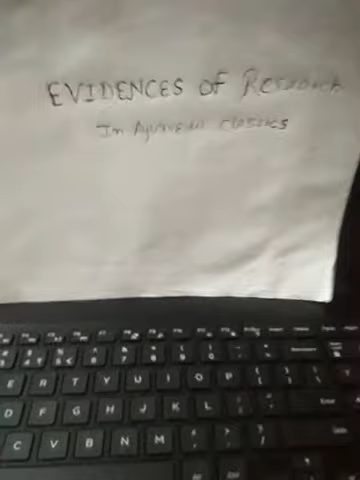 EVIDENCES of Research
In Ayurveda classics
E R T Y U I O P
D F G H J K L
C V B N M